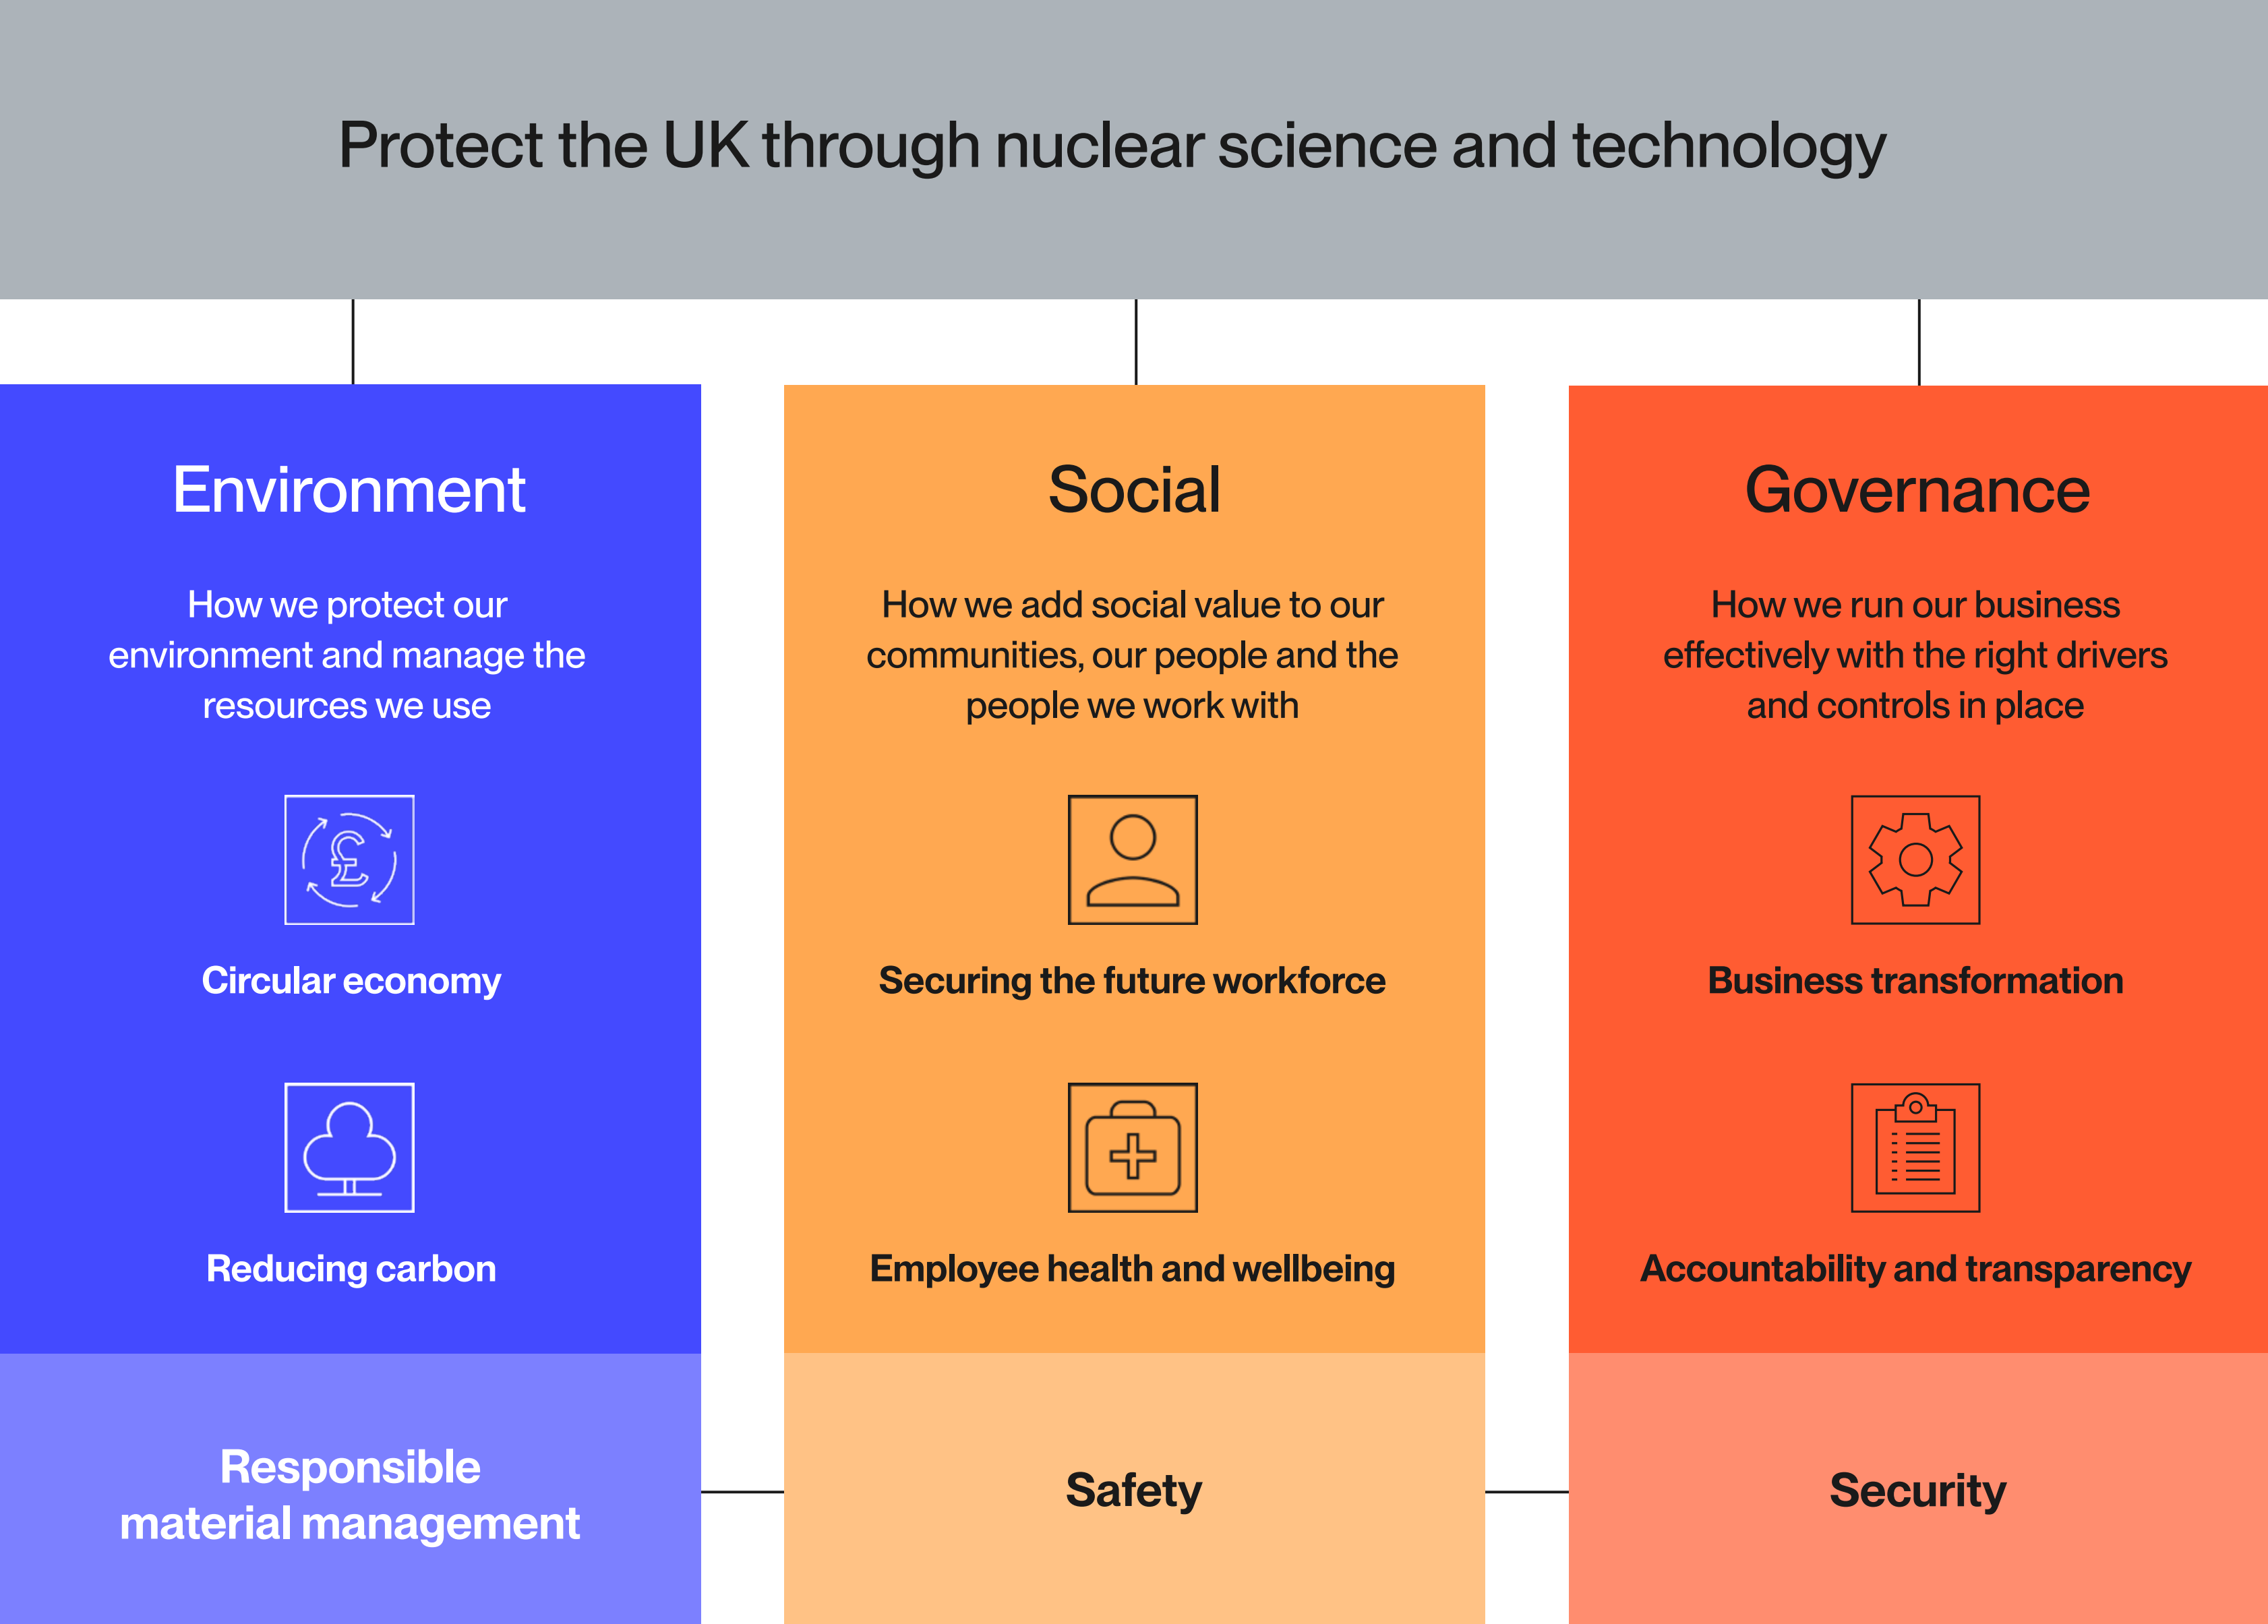 Protect the UK through nuclear science and technology
Environment
How we protect our
environment and manage the
resources we use
£
Circular economy
Reducing carbon
Responsible
material management
Social
How we add social value to our
communities, our people and the
people we work with
Securing the future workforce
Employee health and wellbeing
Safety
Governance
How we run our business
effectively with the right drivers
and controls in place
Business transformation
Accountability and transparency
Security